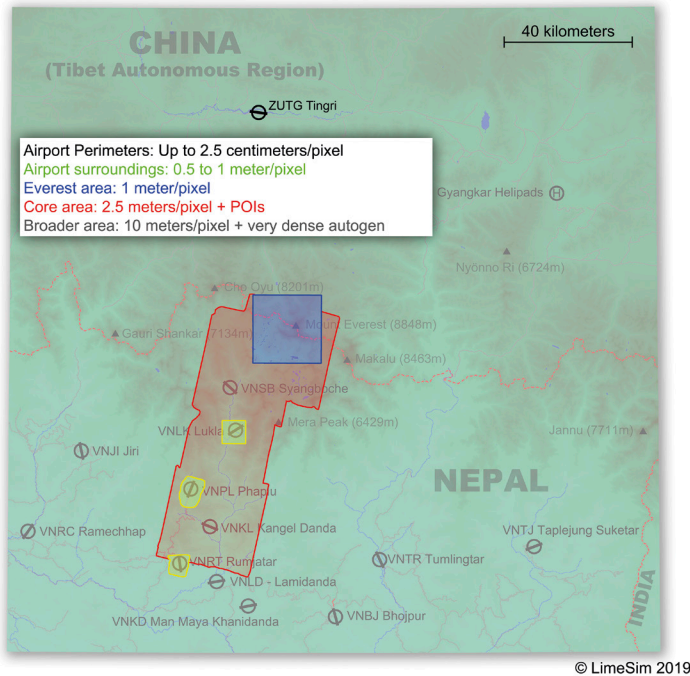 CHINA
(Tibet Autonomous Region)
40 kilometers
ZUTG Tingri
Airport Perimeters: Up to 2.5 centimeters/pixel
Airport surroundings: 0.5 to 1 meter/pixel
Everest area: 1 meter/pixel
Core area: 2.5 meters/pixel + POIs
Broader area: 10 meters/pixel + very dense autogen
Gyangkar Helipads
H
Nyönno Ri (6724m)
Cho Oyu (8201m)
Mount Everest (8848m)
Gauri Shankar (7134m)
Makalu (8463m)
VNSB Syangboche
Mera Peak (6429m)
VNLK Lukla
Jannu (7711m)
VNJI Jiri
NEPAL
VNPL Phaplu
VNRC Ramechhap
VNKL Kangel Danda
VNTJ Taplejung Suketar
VNRT Rumjatar
VNTR Tumlingtar
VNLD - Lamidanda
INDIA
VNKD Man Maya Khanidanda
VNBJ Bhojpur
© LimeSim 2019